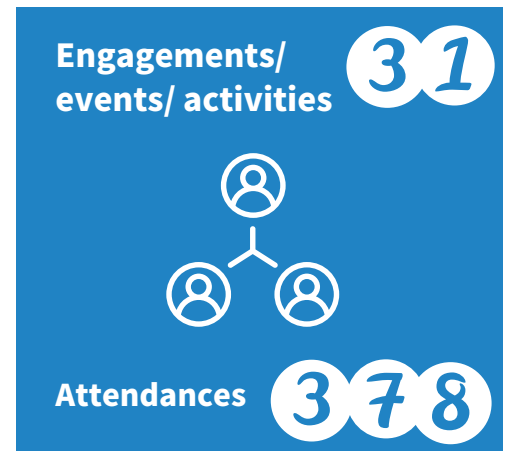 Engagements/ 31
events/ activities
Attendances 378